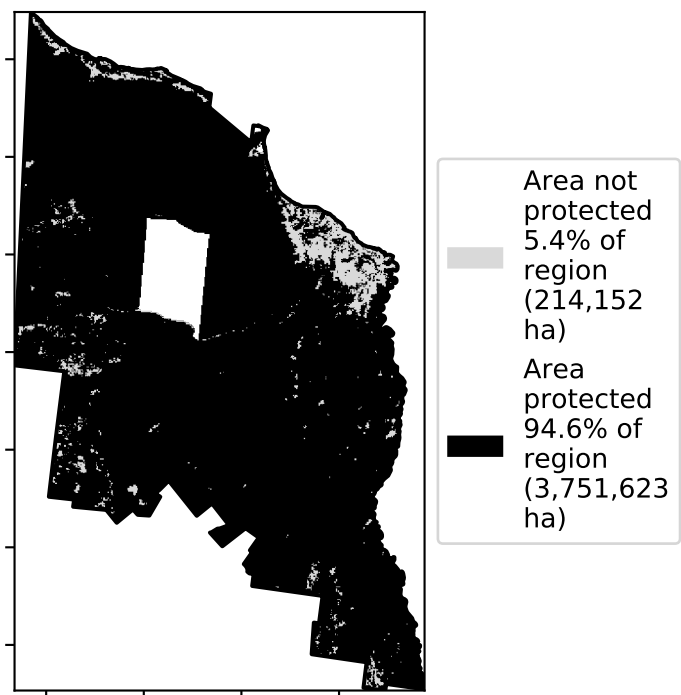 Area not
protected
5.4% of
region
(214,152
ha)
Area
protected
94.6% of
region
(3,751,623
ha)